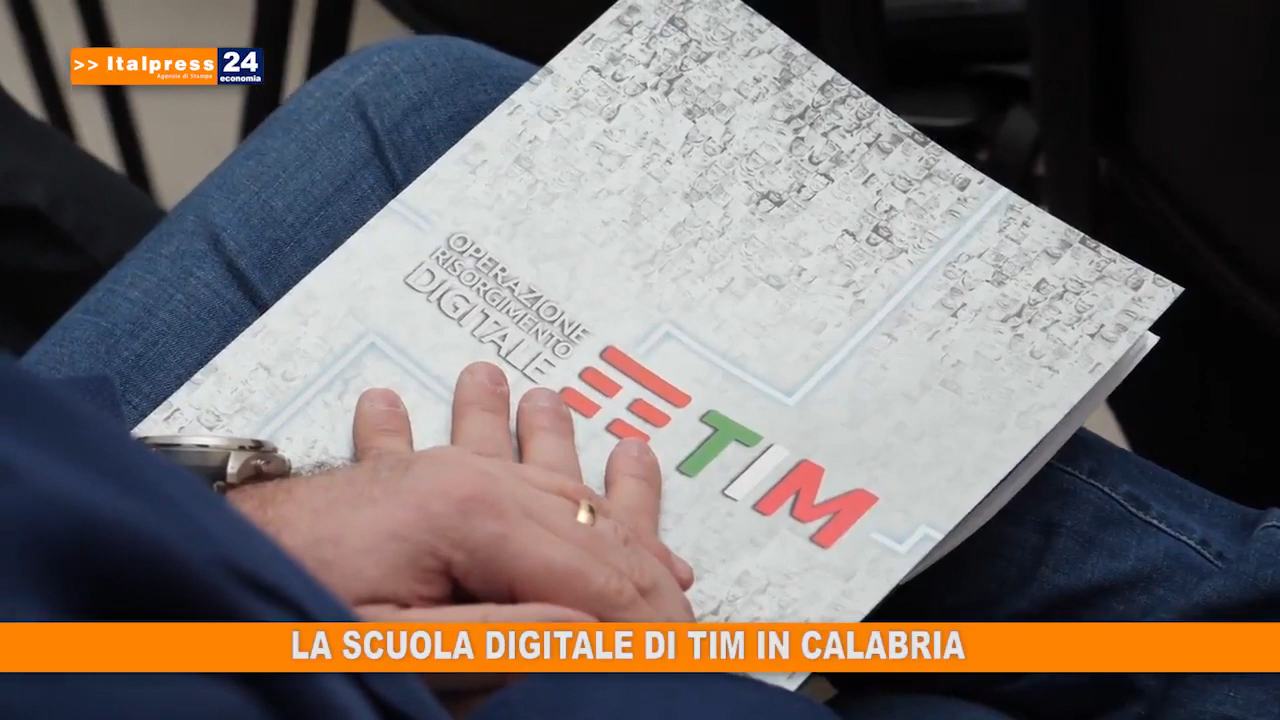 >> Italpress 24
Agenzia di Stampa economia
OPERAZIONE
RISORGIMENTO
DIGITALE
TIM
LA SCUOLA DIGITALE DI TIM IN CALABRIA